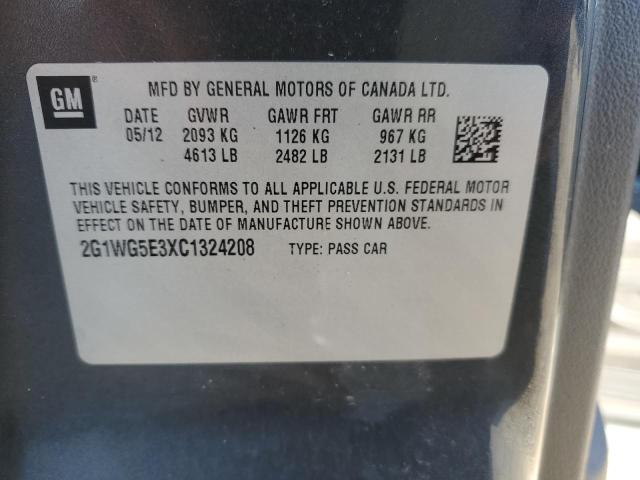 GM ®
MFD BY GENERAL MOTORS OF CANADA LTD.
DATE GVWR GAWR FRT GAWR RR
05/12 2093 KG 1126 KG 967 KG
4613 LB 2482 LB 2131 LB
THIS VEHICLE CONFORMS TO ALL APPLICABLE U.S. FEDERAL MOTOR
VEHICLE SAFETY, BUMPER, AND THEFT PREVENTION STANDARDS IN
EFFECT ON THE DATE OF MANUFACTURE SHOWN ABOVE.
2G1WG5E3XC1324208 TYPE: PASS CAR